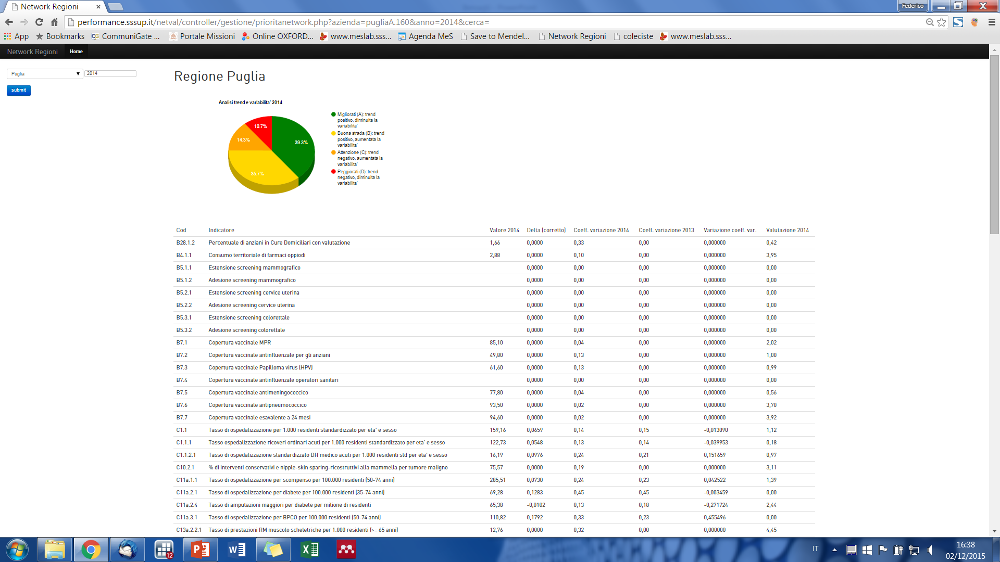 Network Regioni
Federico
performance.sssup.it/netval/controller/gestione/prioritanetwork.php?azienda=pugliaA.160&anno=2014&cerca=
App Bookmarks CommuniGate ... Portale Missioni Online OXFORD... www.meslab.sss... Agenda MeS Save to Mendel... Network Regioni coleciste www.meslab.sss...
Network Regioni Home
Puglia 2014
submit
Regione Puglia
Analisi trend e variabilita' 2014
10.7%
39.3%
14.3%
35.7%
Migliorati (A): trend
positivo, diminuita la
variabilita'
Buona strada (B): trend
positivo, aumentata la
variabilita'
Attenzione (C): trend
negativo, aumentata la
variabilita'
Peggiorati (D): trend
negativo, diminuita la
variabilita'
Cod Indicatore Valore 2014 Delta (corretto) Coeff. variazione 2014 Coeff. variazione 2013 Variazione coeff. var. Valutazione 2014
B28.1.2 Percentuale di anziani in Cure Domiciliari con valutazione 1,66 0,0000 0,33 0,00 0,000000 0,42
B4.1.1 Consumo territoriale di farmaci oppiodi 2,88 0,0000 0,10 0,00 0,000000 3,95
B5.1.1 Estensione screening mammografico 0,0000 0,00 0,00 0,000000 0,00
B5.1.2 Adesione screening mammografico 0,0000 0,00 0,00 0,000000 0,00
B5.2.1 Estensione screening cervice uterina 0,0000 0,00 0,00 0,000000 0,00
B5.2.2 Adesione screening cervice uterina 0,0000 0,00 0,00 0,000000 0,00
B5.3.1 Estensione screening colorettale 0,0000 0,00 0,00 0,000000 0,00
B5.3.2 Adesione screening colorettale 0,0000 0,00 0,00 0,000000 0,00
B7.1 Copertura vaccinale MPR 85,10 0,0000 0,04 0,00 0,000000 2,02
B7.2 Copertura vaccinale antinfluenzale per gli anziani 49,80 0,0000 0,13 0,00 0,000000 1,00
B7.3 Copertura vaccinale Papilloma virus (HPV) 61,60 0,0000 0,13 0,00 0,000000 0,99
B7.4 Copertura vaccinale antinfluenzale operatori sanitari 0,0000 0,00 0,00 0,000000 0,00
B7.5 Copertura vaccinale antimeningococcico 77,80 0,0000 0,04 0,00 0,000000 0,56
B7.6 Copertura vaccinale antipneumococcico 93,50 0,0000 0,02 0,00 0,000000 3,70
B7.7 Copertura vaccinale esavalente a 24 mesi 94,60 0,0000 0,02 0,00 0,000000 3,92
C1.1 Tasso di ospedalizzazione per 1.000 residenti standardizzato per eta' e sesso 159,16 0,0659 0,14 0,15 -0,013090 1,12
C1.1.1 Tasso ospedalizzazione ricoveri ordinari acuti per 1.000 residenti standardizzato per eta' e sesso 122,73 0,0548 0,13 0,14 -0,039953 0,18
C1.1.2.1 Tasso di ospedalizzazione standardizzato DH medico acuti per 1.000 residenti std per eta' e sesso 16,19 0,0976 0,24 0,21 0,151659 0,97
C10.2.1 % di interventi conservativi e nipple-skin sparing-ricostruttivi alla mammella per tumore maligno 75,57 0,0000 0,19 0,00 0,000000 3,11
C11a.1.1 Tasso di ospedalizzazione per scompenso per 100.000 residenti (50-74 anni) 285,51 0,0730 0,24 0,23 0,042522 1,39
C11a.2.1 Tasso di ospedalizzazione per diabete per 100.000 residenti (35-74 anni) 69,28 0,1283 0,45 0,45 -0,003459 0,00
C11a.2.4 Tasso di amputazioni maggiori per diabete per milione di residenti 65,38 -0,0102 0,13 0,18 -0,271724 2,44
C11a.3.1 Tasso di ospedalizzazione per BPCO per 100.000 residenti (50-74 anni) 110,82 0,1792 0,33 0,23 0,455496 0,00
C13a.2.2.1 Tasso di prestazioni RM muscolo scheletriche per 1.000 residenti (>= 65 anni) 12,76 0,0000 0,32 0,00 0,000000 4,45
12
IT
16:38
02/12/2015